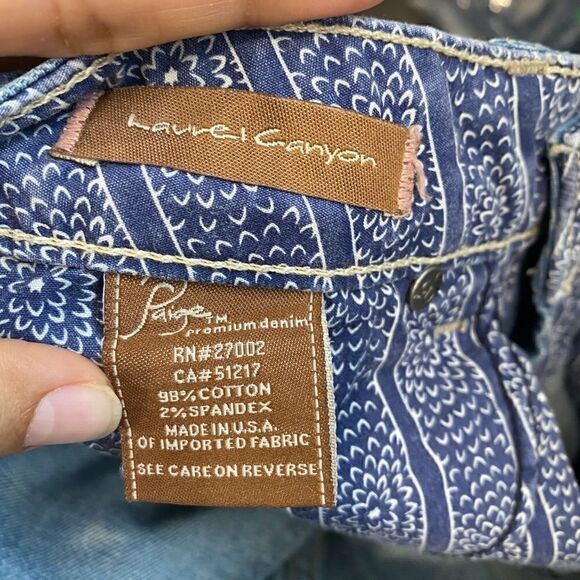 Laurel Canyon
Paige TM
premium denim
RN#27002
CA#51217
98% COTTON
2% SPANDEX
MADE IN U.S.A.
OF IMPORTED FABRIC
SEE CARE ON REVERSE